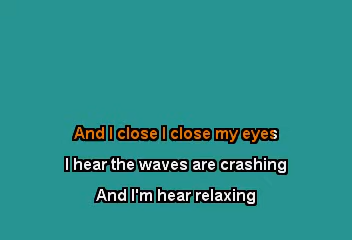 And I close I close my eyes
I hear the waves are crashing
And I'm hear relaxing